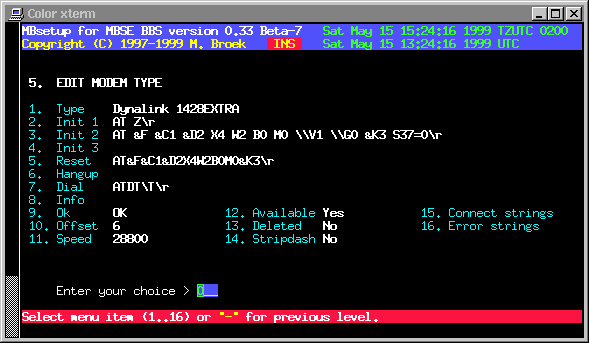 Color xterm
MBsetup for MBSE BBS version 0.33 Beta-7 Sat May 15 15:24:16 1999 TZUTC 0200
Copyright (C) 1997-1999 M. Broek INS Sat May 15 13:24:16 1999 UTC
5. EDIT MODEM TYPE
1. Type Dynalink 1428EXTRA
2. Init 1 AT Z\r
3. Init 2 AT &F &C1 &D2 X4 W2 B0 M0 \\V1 \\G0 &K3 S37=0\r
4. Init 3
5. Reset AT&F&C1&D2X4W2B0M0&K3\r
6. Hangup
7. Dial ATDT\T\r
8. Info
9. Ok OK 12. Available Yes 15. Connect strings
10. Offset 6 13. Deleted No 16. Error strings
11. Speed 28800 14. Stripdash No
Enter your choice > 0__
Select menu item (1..16) or "-" for previous level.